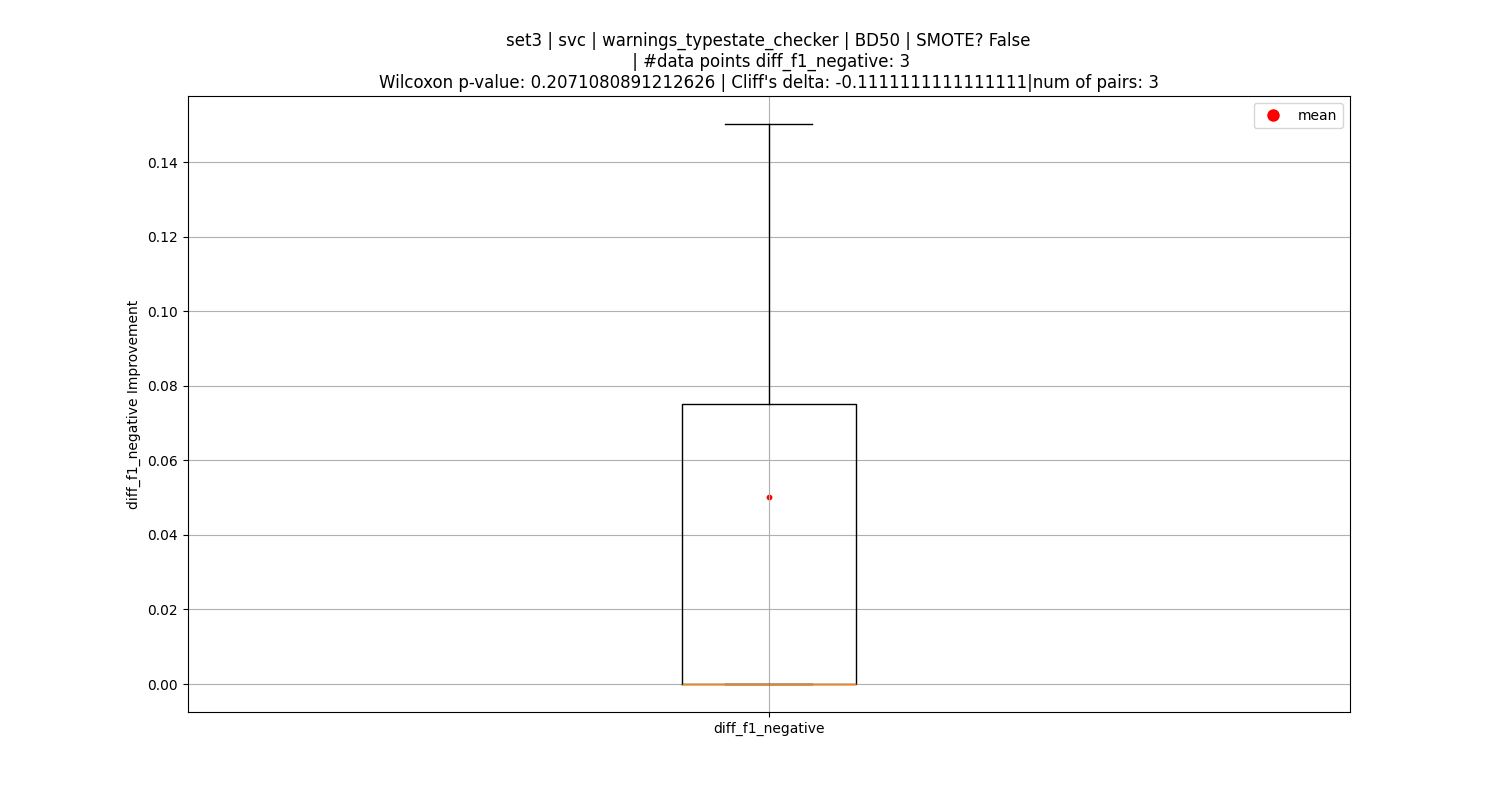 set3 | svc | warnings_typestate_checker | BD50 | SMOTE? False
| #data points diff_f1_negative: 3
Wilcoxon p-value: 0.2071080891212626 | Cliff's delta: -0.1111111111111111|num of pairs: 3
mean
0.14
0.12
0.10
0.08
0.06
0.04
0.02
0.00
diff_f1_negative Improvement
diff_f1_negative